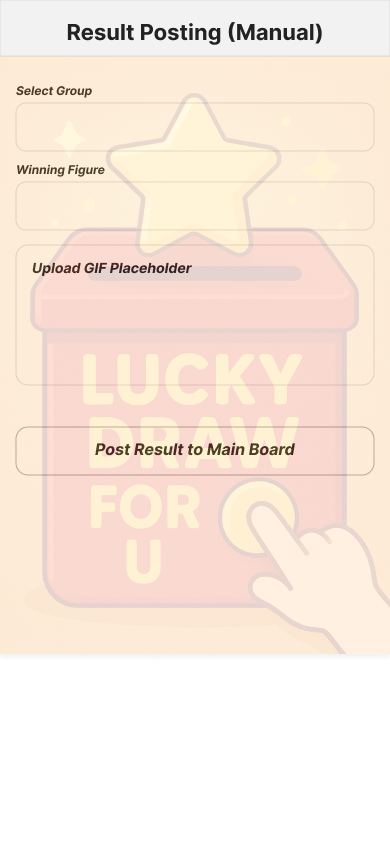 Result Posting (Manual)
Select Group
Winning Figure
Upload GIF Placeholder
LUCKY
DRAW
Post Result to Main Board
FOR
U